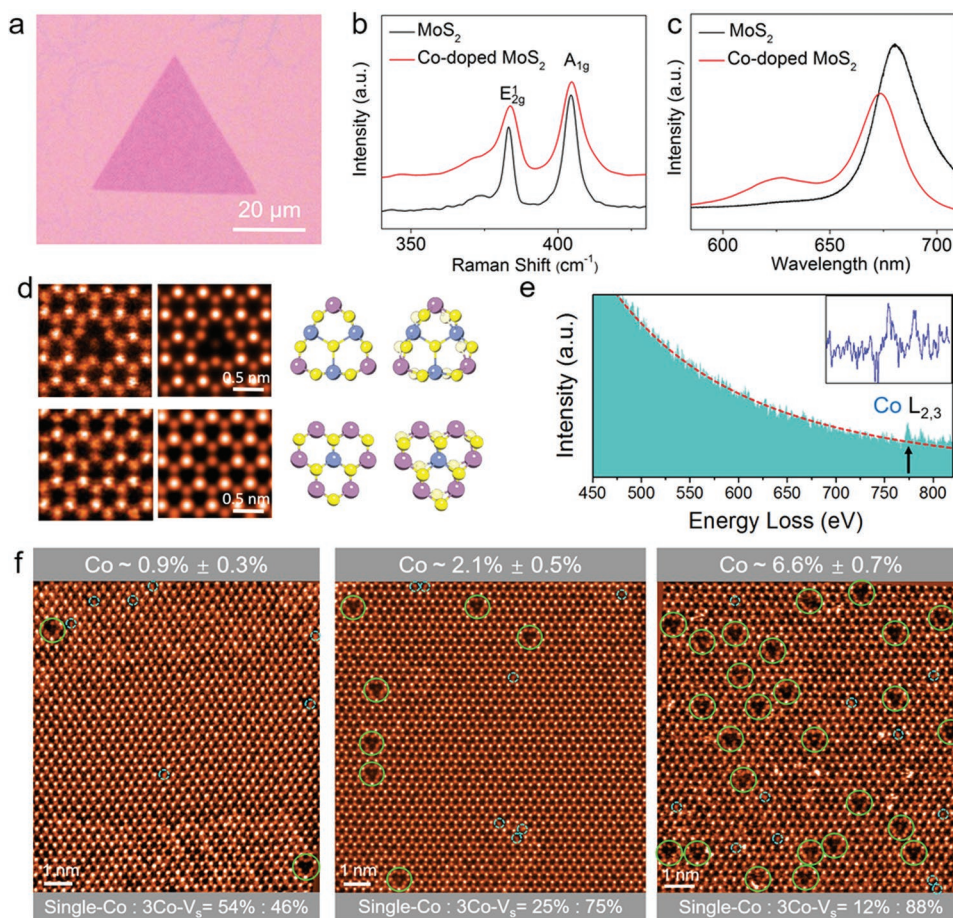 a
20 μm
b
Intensity (a.u.)
MoS2
Co-doped MoS2
E12g
A1g
350
400
Raman Shift (cm-1)
c
Intensity (a.u.)
MoS2
Co-doped MoS2
600
650
700
Wavelength (nm)
d
0.5 nm
0.5 nm
e
Intensity (a.u.)
Co L2,3
450 500 550 600 650 700 750 800
Energy Loss (eV)
f
Co ~ 0.9% ± 0.3%
1 nm
Single-Co : 3Co-Vs= 54% : 46%
Co ~ 2.1% ± 0.5%
1 nm
Single-Co : 3Co-Vs= 25% : 75%
Co ~ 6.6% ± 0.7%
1 nm
Single-Co : 3Co-Vs= 12% : 88%